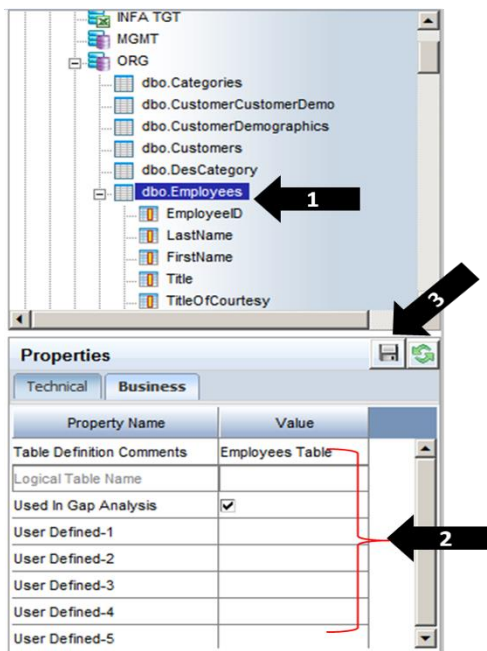 INFA TGT
MGMT
ORG
dbo.Categories
dbo.CustomerCustomerDemo
dbo.CustomerDemographics
dbo.Customers
dbo.DesCategory
dbo.Employees
1
EmployeeID
LastName
FirstName
Title
TitleOfCourtesy
3
Properties
Technical Business
Property Name Value
Table Definition Comments Employees Table
Logical Table Name
Used In Gap Analysis
User Defined-1
2
User Defined-2
User Defined-3
User Defined-4
User Defined-5